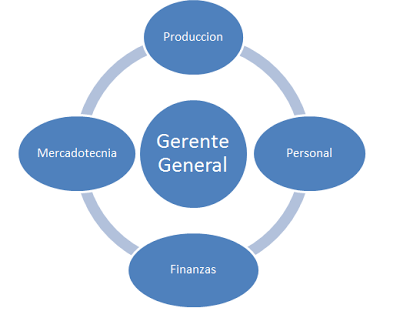 Produccion
Mercadotecnia
Gerente
General
Personal
Finanzas